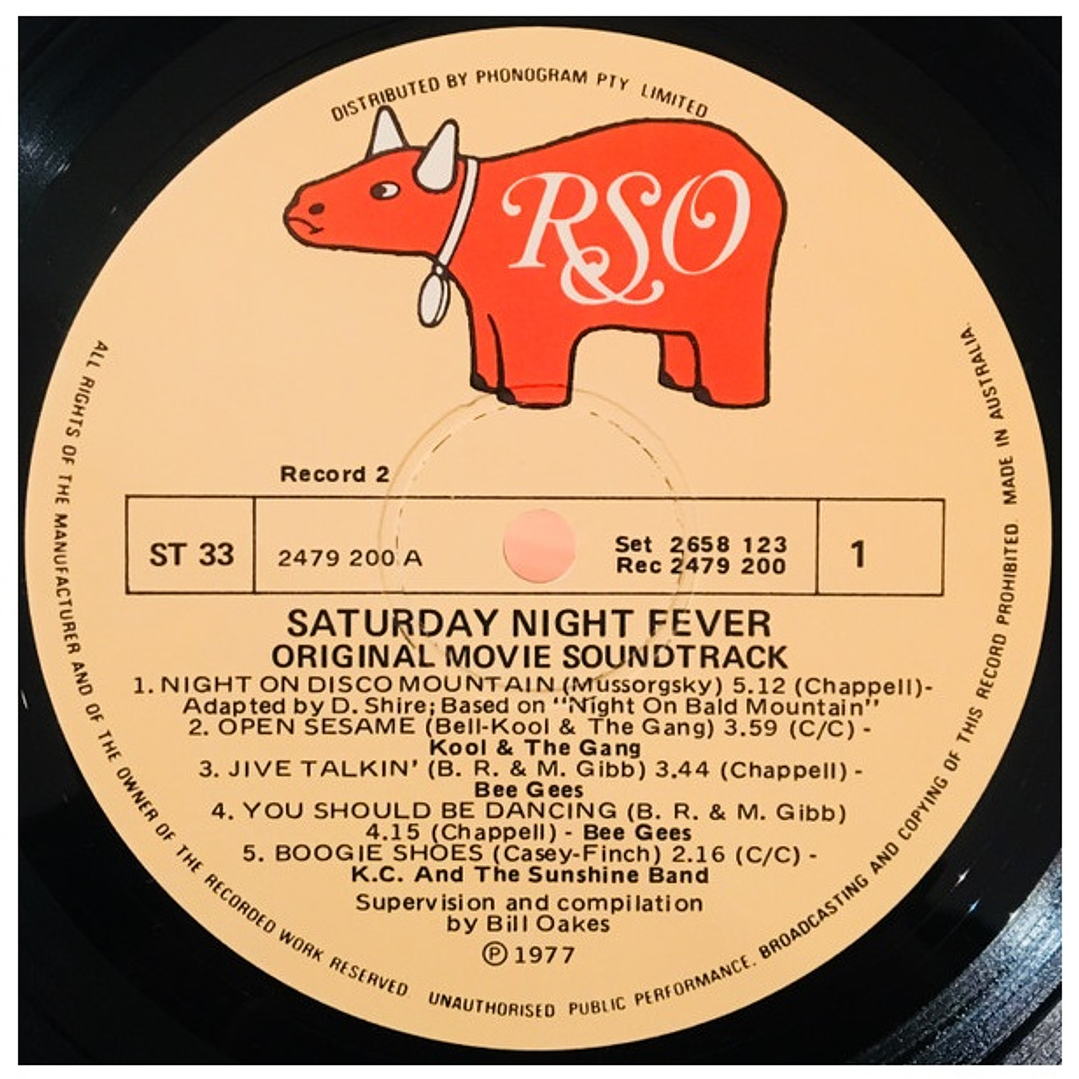 DISTRIBUTED BY PHONOGRAM PTY LIMITED
RSO
Record 2
ST 33
2479 200 A
Set 2658 123
Rec 2479 200
1
SATURDAY NIGHT FEVER
ORIGINAL MOVIE SOUNDTRACK
1. NIGHT ON DISCO MOUNTAIN (Mussorgsky) 5.12 (Chappell)-
Adapted by D. Shire; Based on "Night On Bald Mountain"
2. OPEN SESAME (Bell-Kool & The Gang) 3.59 (C/C) -
Kool & The Gang
3. JIVE TALKIN' (B. R. & M. Gibb) 3.44 (Chappell) -
Bee Gees
4. YOU SHOULD BE DANCING (B. R. & M. Gibb)
4.15 (Chappell) - Bee Gees
5. BOOGIE SHOES (Casey-Finch) 2.16 (C/C) -
K.C. And The Sunshine Band
Supervision and compilation
by Bill Oakes
Ⓟ 1977
ALL RIGHTS OF THE MANUFACTURER AND OF THE OWNER OF THE RECORDED WORK RESERVED. UNAUTHORISED PUBLIC PERFORMANCE, BROADCASTING AND COPYING OF THIS RECORD PROHIBITED. MADE IN AUSTRALIA.